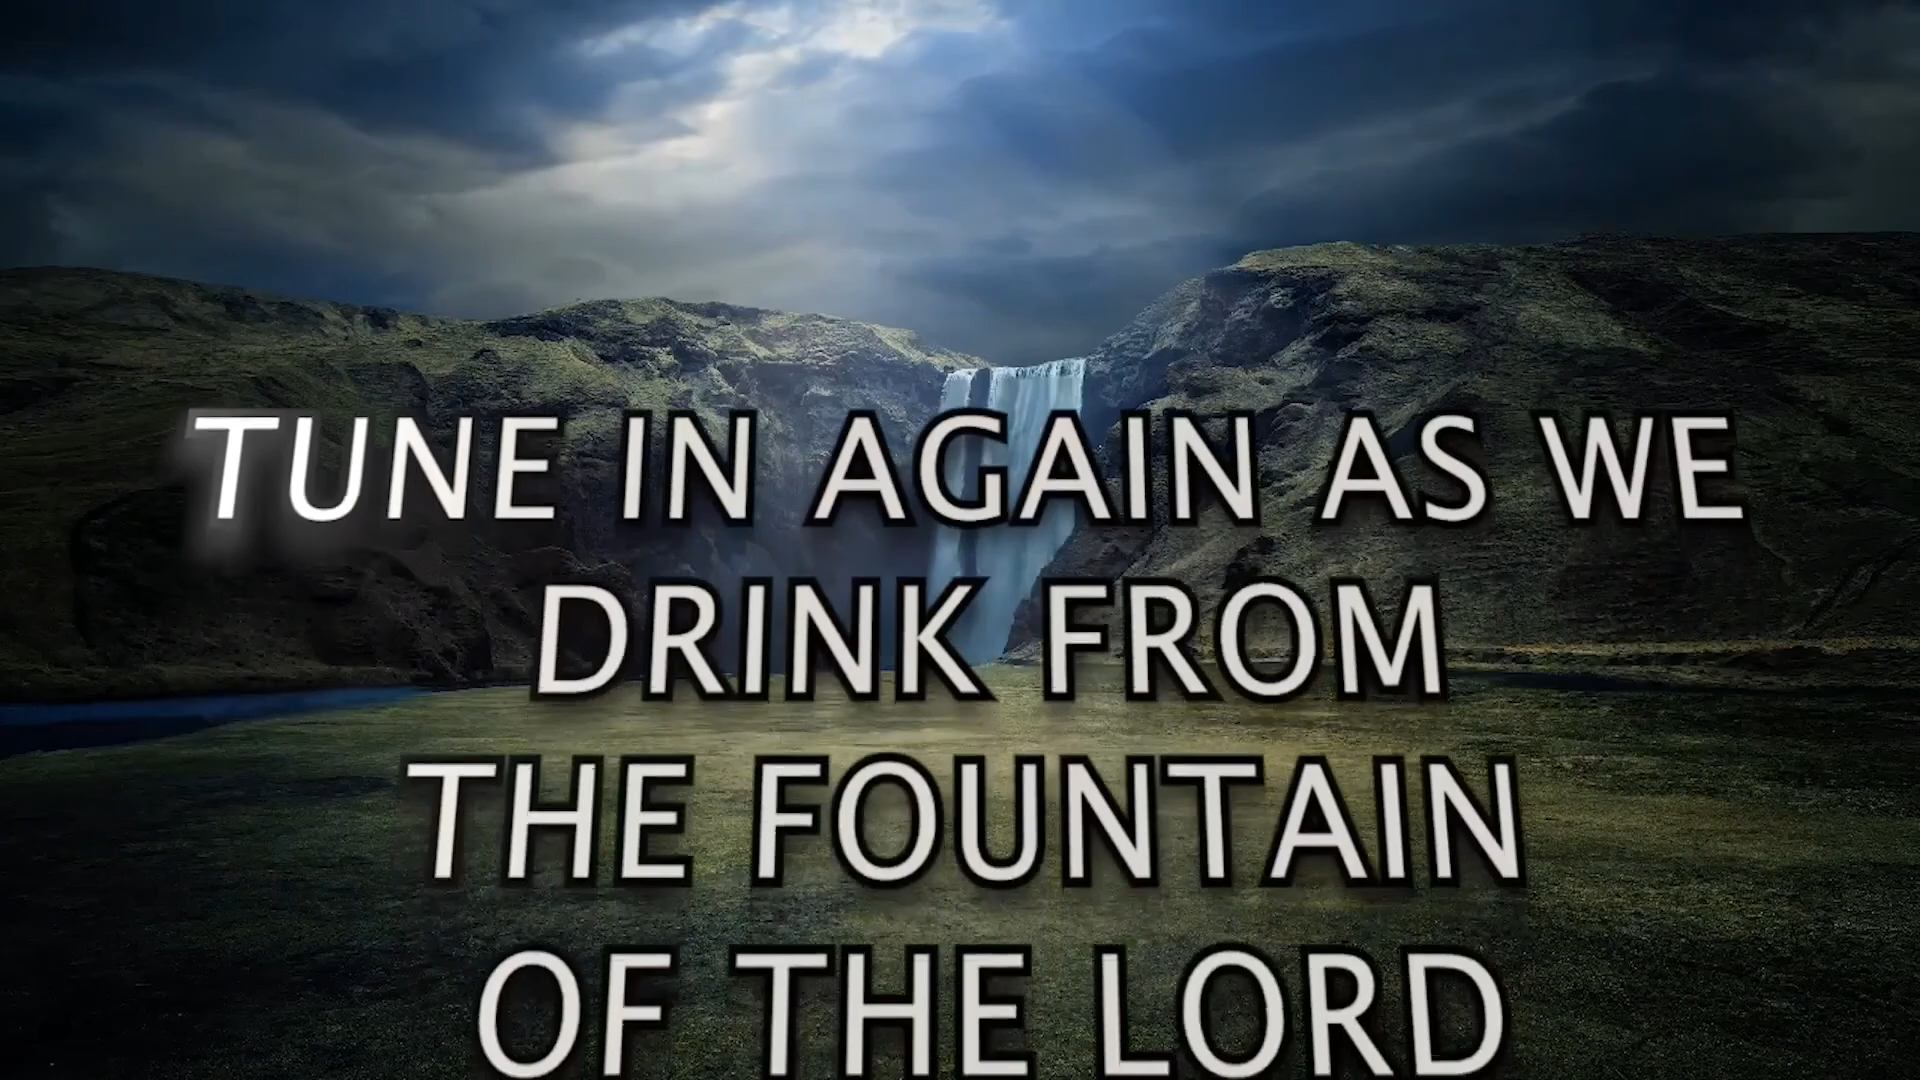 TUNE IN AGAIN AS WE
DRINK FROM
THE FOUNTAIN
OF THE LORD